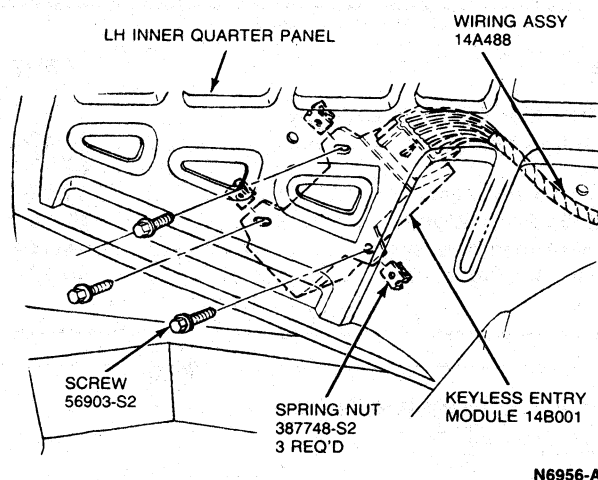 WIRING ASSY
14A488
LH INNER QUARTER PANEL
SCREW
56903-S2
SPRING NUT
387748-S2
3 REQ'D
KEYLESS ENTRY
MODULE 14B001
N6956-A